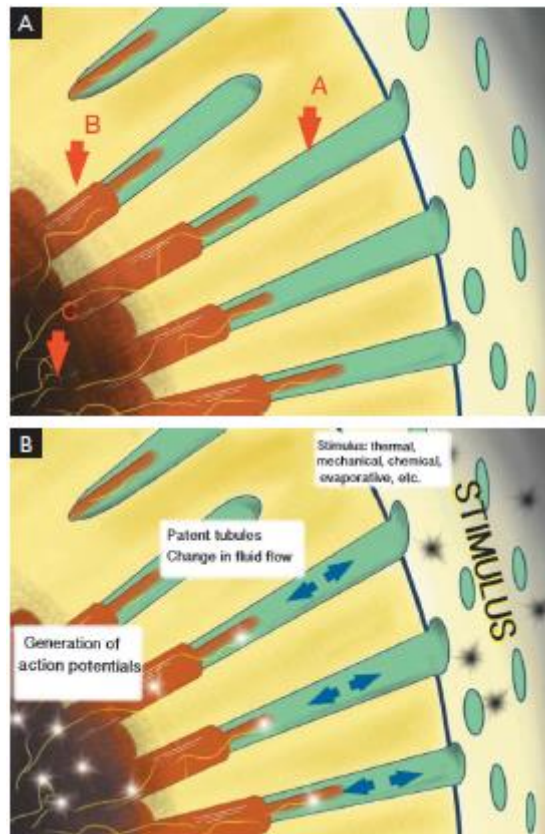 A
A
B
C
B
Stimulus: thermal,
mechanical, chemical,
evaporative, etc.
STIMULUS
Patent tubules
Change in fluid flow
Generation of
action potentials